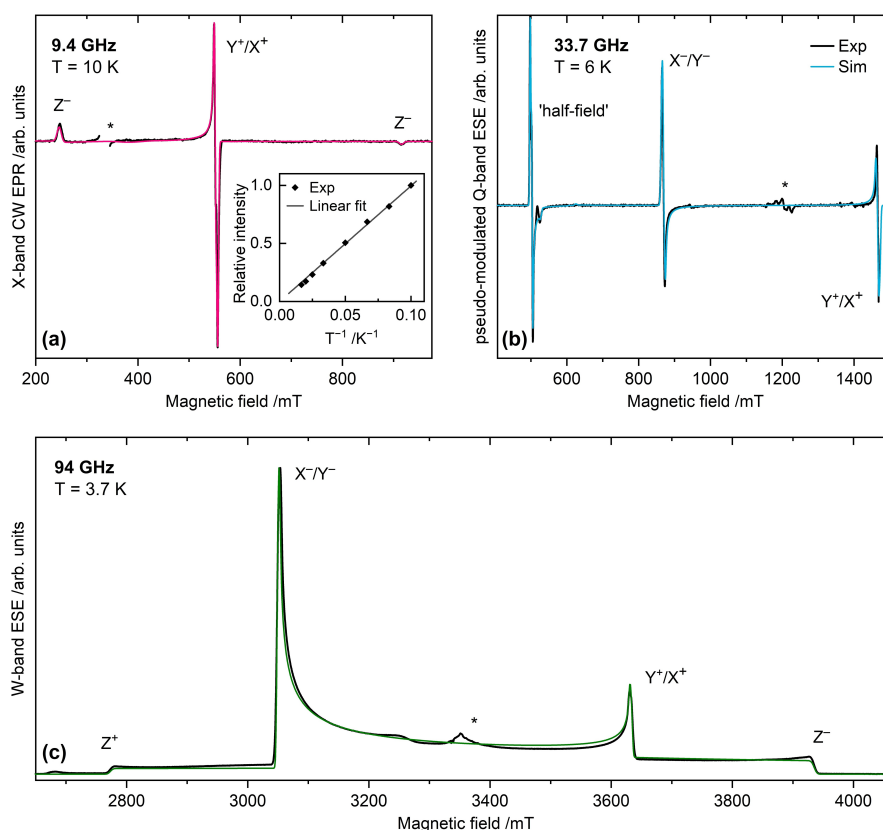 9.4 GHz
T = 10 K
Y⁺/X⁺
Z⁻
*
Z⁻
X-band CW EPR /arb. units
Relative intensity
1.0
0.5
0.0
Exp
Linear fit
0.00 0.05 0.10
T⁻¹ /K⁻¹
(a)
200 400 600 800
Magnetic field /mT
33.7 GHz
T = 6 K
X⁻/Y⁻
Exp
Sim
'half-field'
*
Y⁺/X⁺
pseudo-modulated Q-band ESE /arb. units
(b)
600 800 1000 1200 1400
Magnetic field /mT
94 GHz
T = 3.7 K
X⁻/Y⁻
Y⁺/X⁺
*
Z⁺
Z⁻
W-band ESE /arb. units
(c)
2800 3000 3200 3400 3600 3800 4000
Magnetic field /mT